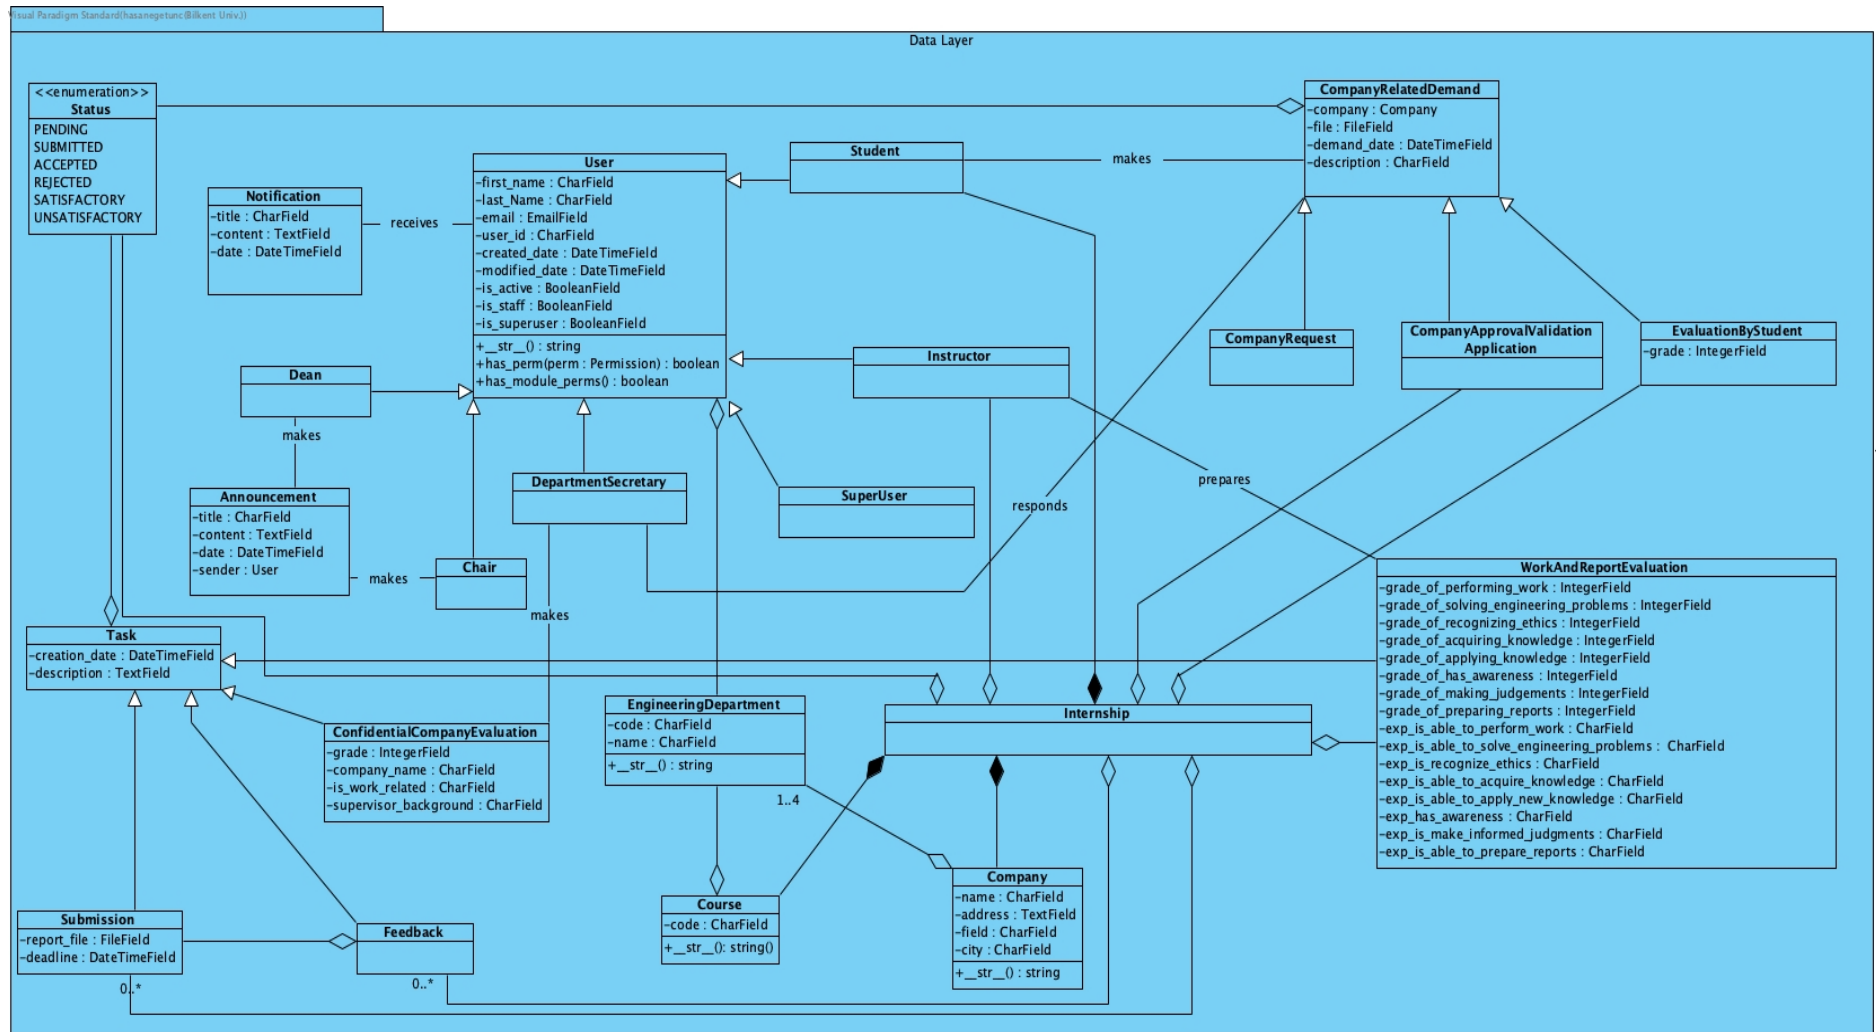 Visual Paradigm Standard(hasanegetunc(Bilkent Univ.))
Data Layer
<<enumeration>>
Status
PENDING
SUBMITTED
ACCEPTED
REJECTED
SATISFACTORY
UNSATISFACTORY
CompanyRelatedDemand
-company : Company
-file : FileField
-demand_date : DateTimeField
-description : CharField
Student
makes
User
-first_name : CharField
-last_Name : CharField
-email : EmailField
-user_id : CharField
-created_date : DateTimeField
-modified_date : DateTimeField
-is_active : BooleanField
-is_staff : BooleanField
-is_superuser : BooleanField
+__str__() : string
+has_perm(perm : Permission) : boolean
+has_module_perms() : boolean
Notification
-title : CharField
-content : TextField
-date : DateTimeField
receives
CompanyRequest
CompanyApprovalValidation
Application
EvaluationByStudent
-grade : IntegerField
Instructor
Dean
makes
DepartmentSecretary
SuperUser
prepares
responds
Announcement
-title : CharField
-content : TextField
-date : DateTimeField
-sender : User
makes
Chair
makes
WorkAndReportEvaluation
-grade_of_performing_work : IntegerField
-grade_of_solving_engineering_problems : IntegerField
-grade_of_recognizing_ethics : IntegerField
-grade_of_acquiring_knowledge : IntegerField
-grade_of_applying_knowledge : IntegerField
-grade_of_has_awareness : IntegerField
-grade_of_making_judgements : IntegerField
-grade_of_preparing_reports : IntegerField
-exp_is_able_to_perform_work : CharField
-exp_is_able_to_solve_engineering_problems : CharField
-exp_is_recognize_ethics : CharField
-exp_is_able_to_acquire_knowledge : CharField
-exp_is_able_to_apply_new_knowledge : CharField
-exp_has_awareness : CharField
-exp_is_make_informed_judgments : CharField
-exp_is_able_to_prepare_reports : CharField
Task
-creation_date : DateTimeField
-description : TextField
ConfidentialCompanyEvaluation
-grade : IntegerField
-company_name : CharField
-is_work_related : CharField
-supervisor_background : CharField
EngineeringDepartment
-code : CharField
-name : CharField
+__str__() : string
1..4
Internship
Company
-name : CharField
-address : TextField
-field : CharField
-city : CharField
+__str__() : string
Course
-code : CharField
+__str__(): string()
Submission
-report_file : FileField
-deadline : DateTimeField
0..*
Feedback
0..*